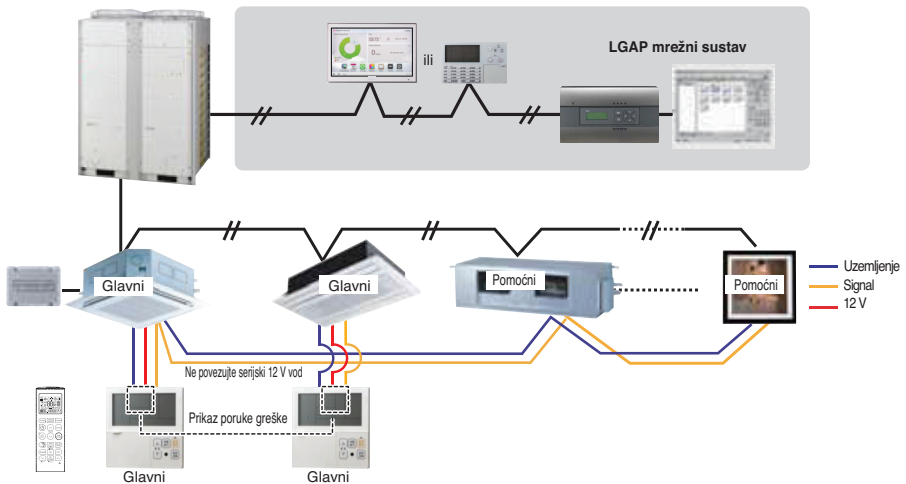 ili
LGAP mrežni sustav
Glavni
Glavni
Pomoćni
Pomoćni
Uzemljenje
Signal
12 V
Ne povezujte serijski 12 V vod
Prikaz poruke greške
Glavni
Glavni